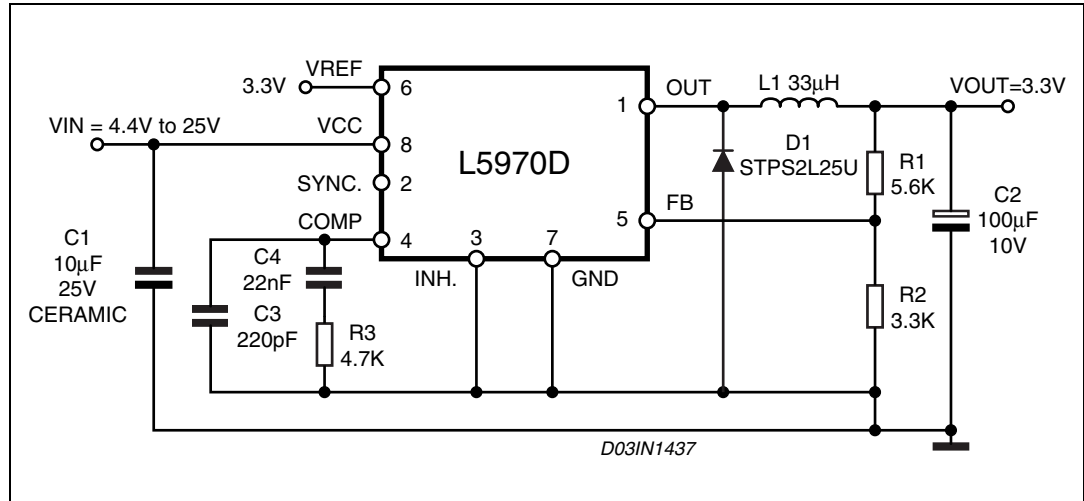 VREF
3.3V
6
VIN = 4.4V to 25V
VCC
8
SYNC.
2
COMP
4
L5970D
3
INH.
7
GND
1
OUT
5
FB
L1 33μH
VOUT=3.3V
D1
STPS2L25U
R1
5.6K
C2
100μF
10V
R2
3.3K
C1
10μF
25V
CERAMIC
C4
22nF
C3
220pF
R3
4.7K
D03IN1437